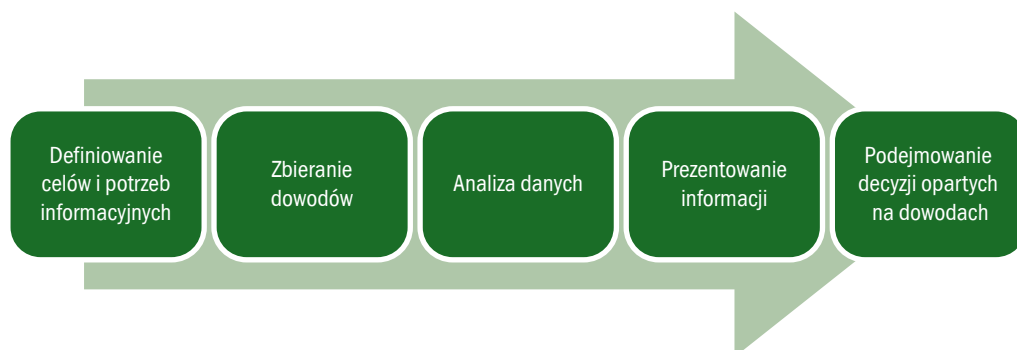 Definiowanie
celów i potrzeb
informacyjnych
Zbieranie
dowodów
Analiza danych
Prezentowanie
informacji
Podejmowanie
decyzji opartych
na dowodach